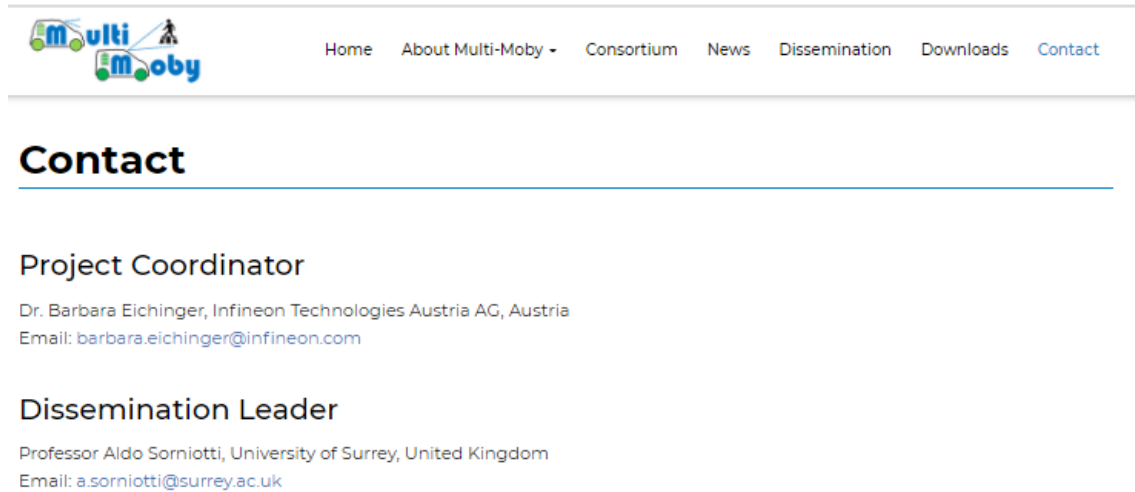 Multi
Moby
Home About Multi-Moby Consortium News Dissemination Downloads Contact
Contact
Project Coordinator
Dr. Barbara Eichinger, Infineon Technologies Austria AG, Austria
Email: barbara.eichinger@infineon.com
Dissemination Leader
Professor Aldo Sorniotti, University of Surrey, United Kingdom
Email: a.sorniotti@surrey.ac.uk